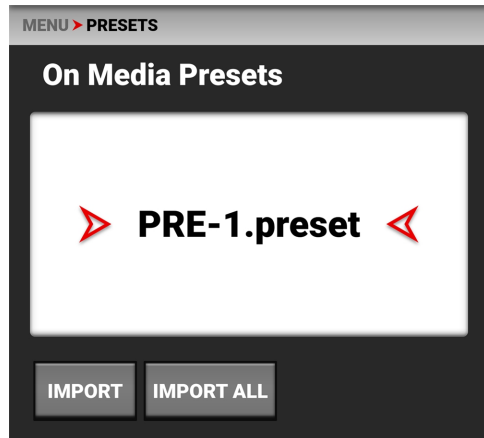 MENU > PRESETS
On Media Presets
PRE-1.preset
IMPORT IMPORT ALL